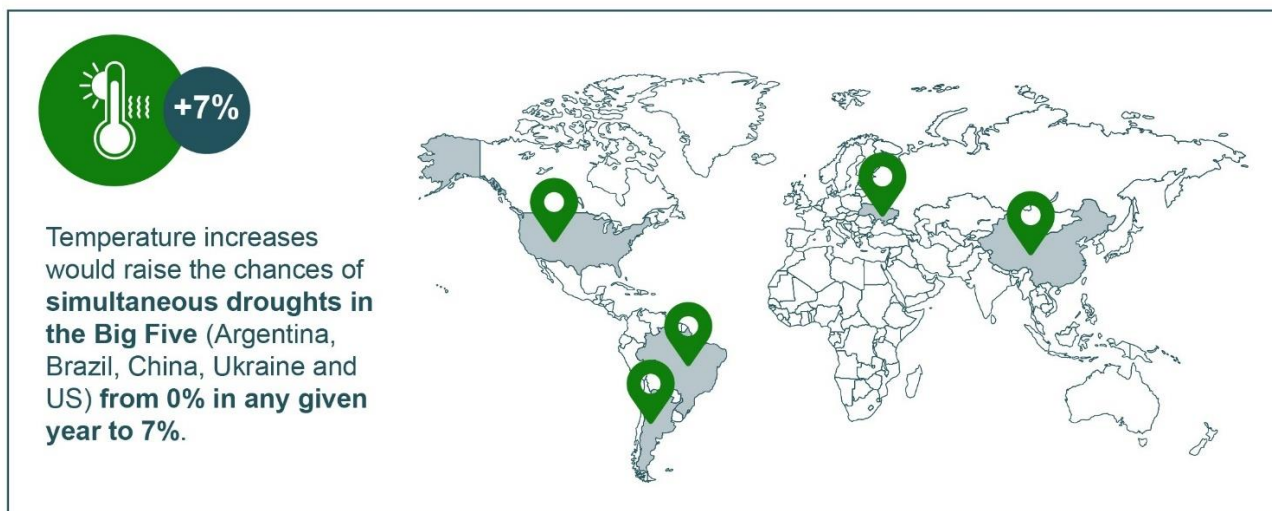 +7%
Temperature increases
would raise the chances of
simultaneous droughts in
the Big Five (Argentina,
Brazil, China, Ukraine and
US) from 0% in any given
year to 7%.